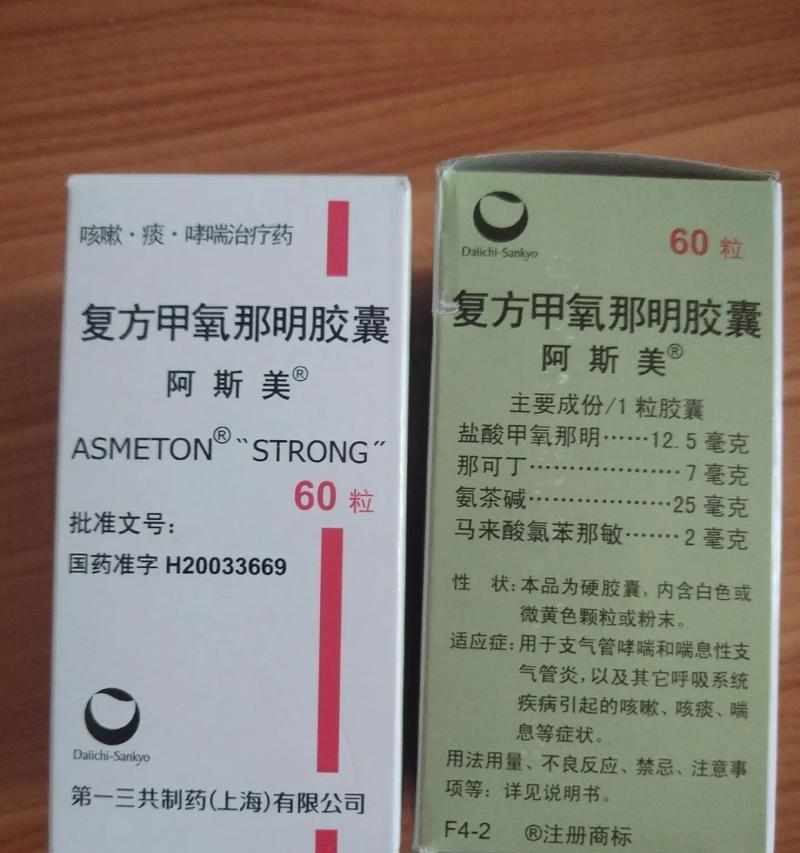 咳嗽·痰·哮喘治疗药
复方甲氧那明胶囊
阿斯美®
ASMETON® “STRONG”
60 粒
批准文号：
国药准字 H20033669
Daiichi-Sankyo
第一三共制药(上海)有限公司
Daiichi-Sankyo
60 粒
复方甲氧那明胶囊
阿斯美®
主要成份/1 粒胶囊
盐酸甲氧那明……12.5 毫克
那可丁………………7 毫克
氨茶碱………………25 毫克
马来酸氯苯那敏……2 毫克
性 状：本品为硬胶囊，内含白色或
微黄色颗粒或粉末。
适应症：用于支气管哮喘和喘息性支
气管炎，以及其它呼吸系统
疾病引起的咳嗽、咳痰、喘
息等症状。
用法用量、不良反应、禁忌、注意事
项等：详见说明书。
F4-2 ®注册商标